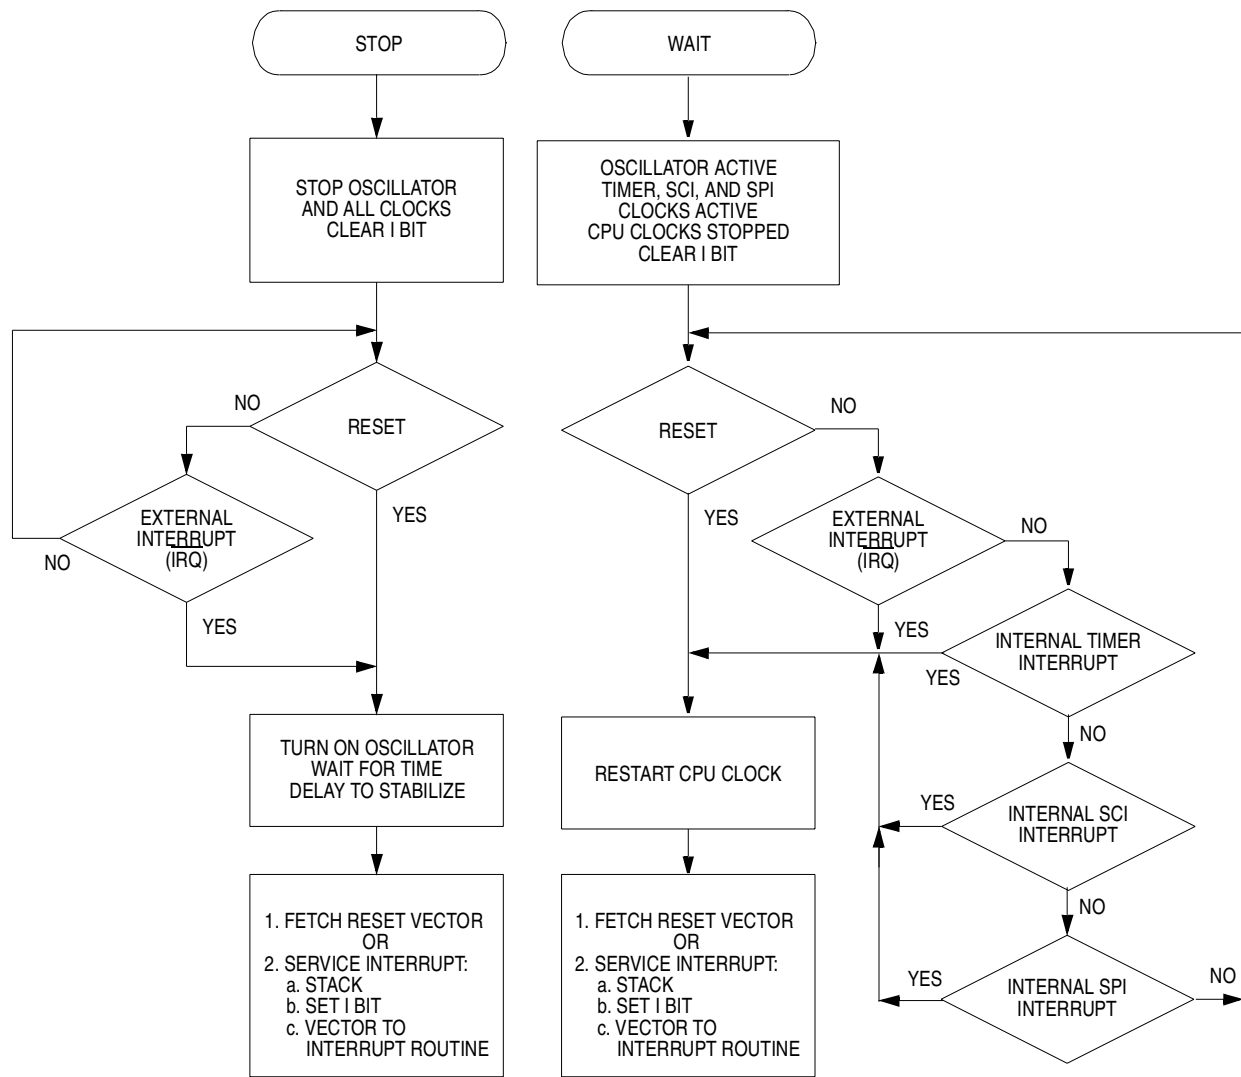 STOP
STOP OSCILLATOR
AND ALL CLOCKS
CLEAR I BIT
RESET
NO
YES
EXTERNAL
INTERRUPT
(IRQ)
NO
YES
TURN ON OSCILLATOR
WAIT FOR TIME
DELAY TO STABILIZE
1. FETCH RESET VECTOR
OR
2. SERVICE INTERRUPT:
a. STACK
b. SET I BIT
c. VECTOR TO
INTERRUPT ROUTINE
WAIT
OSCILLATOR ACTIVE
TIMER, SCI, AND SPI
CLOCKS ACTIVE
CPU CLOCKS STOPPED
CLEAR I BIT
RESET
NO
YES
EXTERNAL
INTERRUPT
(IRQ)
NO
YES
INTERNAL TIMER
INTERRUPT
YES
NO
RESTART CPU CLOCK
INTERNAL SCI
INTERRUPT
YES
NO
INTERNAL SPI
INTERRUPT
YES
NO
1. FETCH RESET VECTOR
OR
2. SERVICE INTERRUPT:
a. STACK
b. SET I BIT
c. VECTOR TO
INTERRUPT ROUTINE